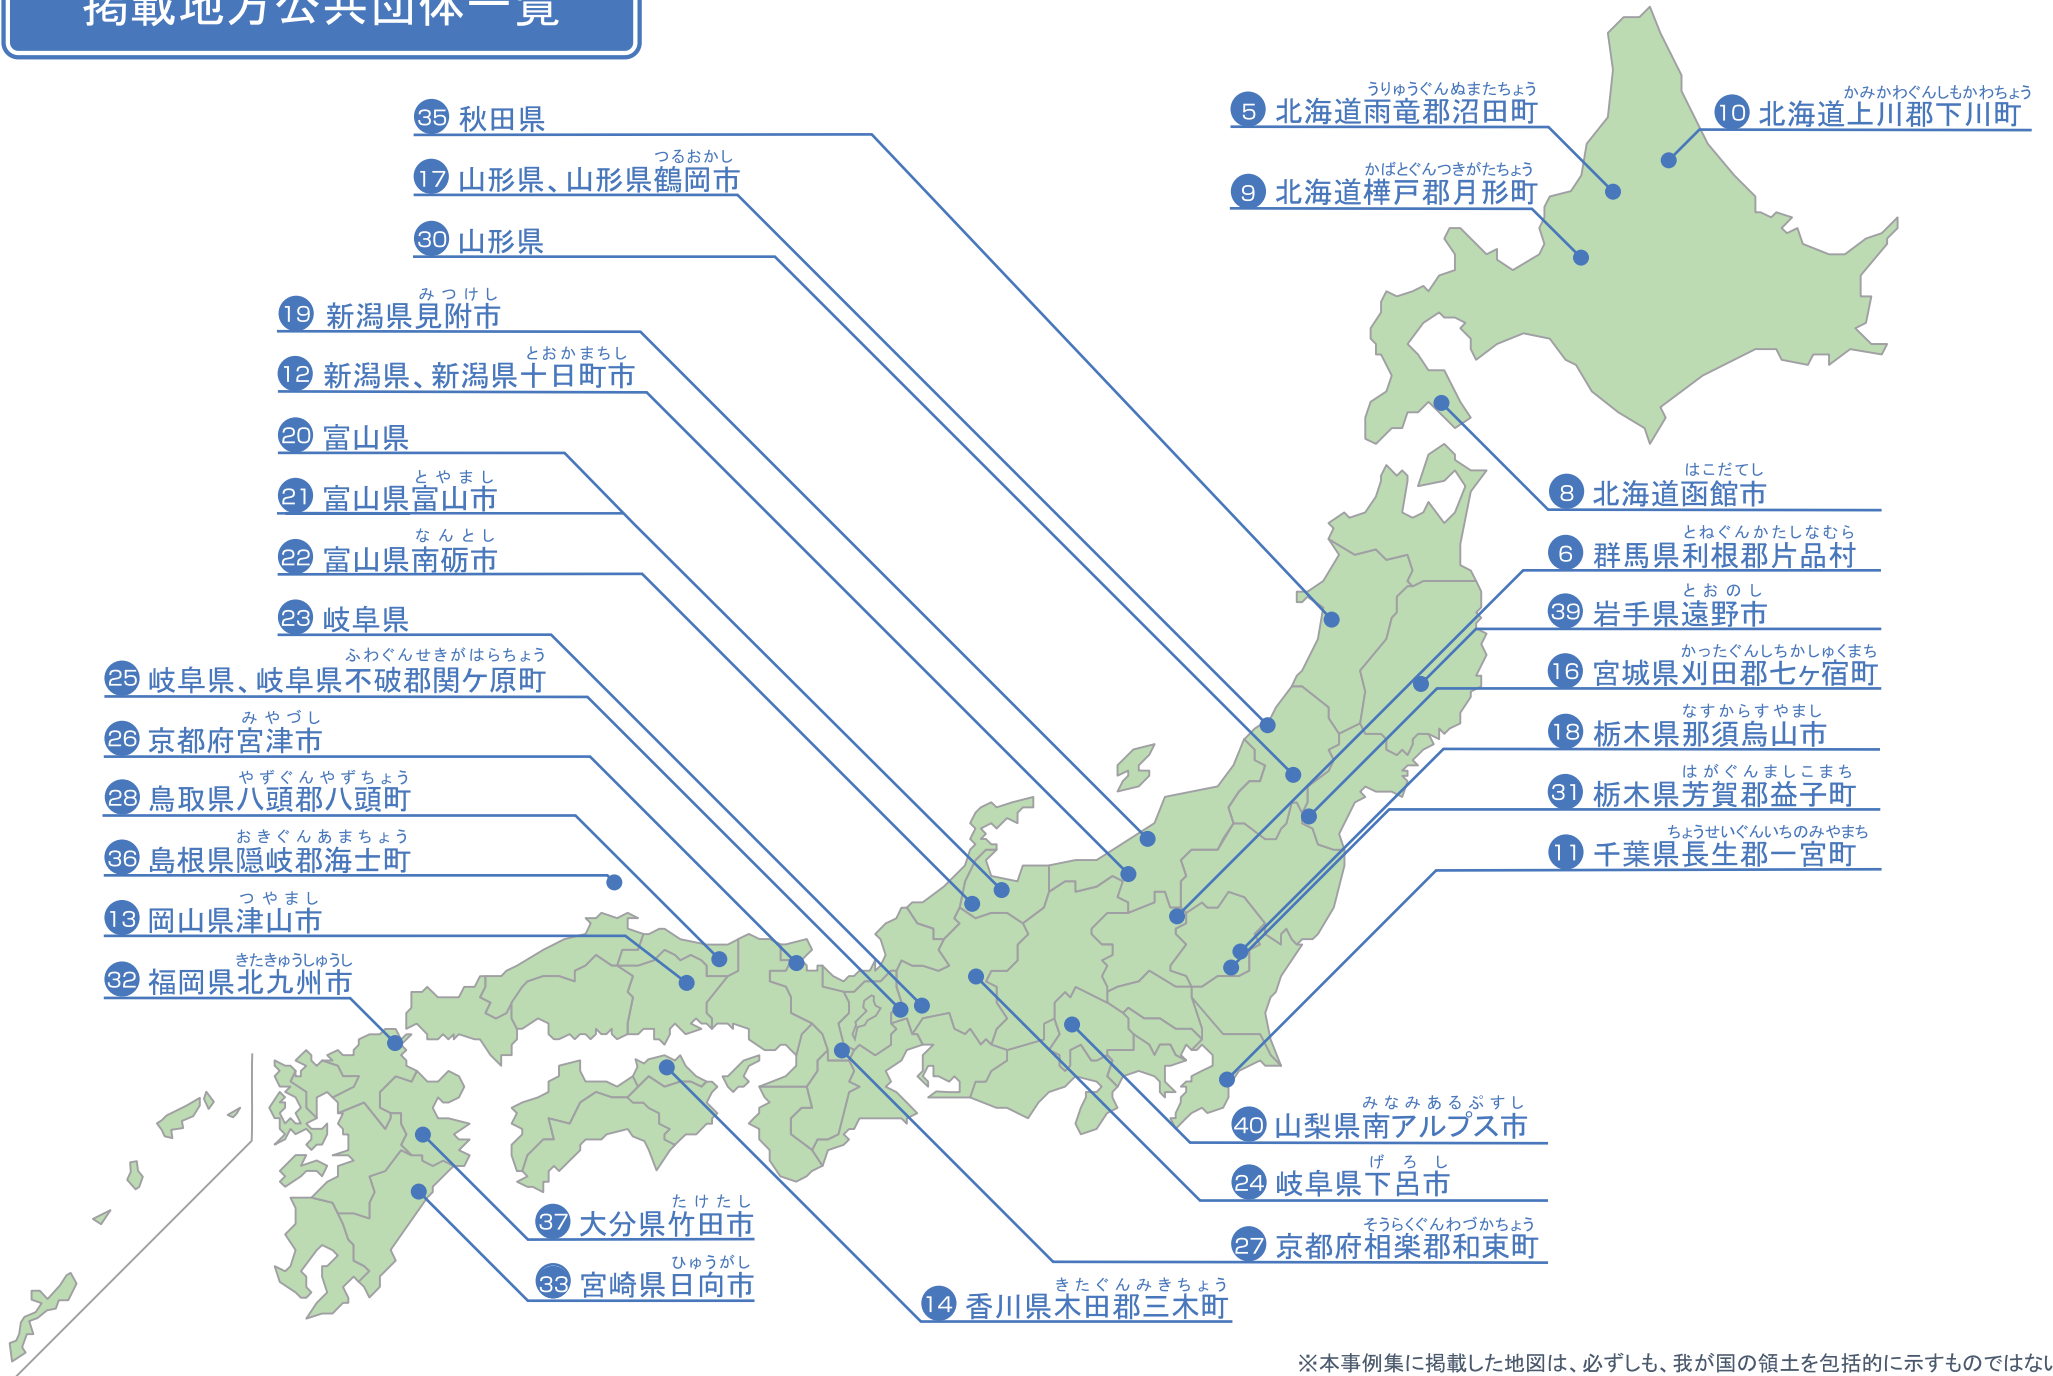 掲載地方公共団体一覧
35 秋田県
つるおかし
17 山形県、山形県鶴岡市
30 山形県
みつけし
19 新潟県見附市
とおかまちし
12 新潟県、新潟県十日町市
20 富山県
とやまし
21 富山県富山市
なんとし
22 富山県南砺市
23 岐阜県
ふわぐんせきがはらちょう
25 岐阜県、岐阜県不破郡関ケ原町
みやづし
26 京都府宮津市
やずぐんやずちょう
28 鳥取県八頭郡八頭町
おきぐんあまちょう
36 島根県隠岐郡海士町
つやまし
13 岡山県津山市
きたきゅうしゅうし
32 福岡県北九州市
うりゅうぐんぬまたちょう
5 北海道雨竜郡沼田町
かみかわぐんしもかわちょう
10 北海道上川郡下川町
かばとぐんつきがたちょう
9 北海道樺戸郡月形町
はこだてし
8 北海道函館市
とねぐんかたしなむら
6 群馬県利根郡片品村
とおのし
39 岩手県遠野市
かったぐんしちかしゅくまち
16 宮城県刈田郡七ヶ宿町
なすからすやまし
18 栃木県那須烏山市
はがぐんましこまち
31 栃木県芳賀郡益子町
ちょうせいぐんいちのみやまち
11 千葉県長生郡一宮町
みなみあるぷすし
40 山梨県南アルプス市
げろし
24 岐阜県下呂市
そうらくぐんわづかちょう
27 京都府相楽郡和束町
たけたし
37 大分県竹田市
ひゅうがし
33 宮崎県日向市
きたぐんみきちょう
14 香川県木田郡三木町
※本事例集に掲載した地図は、必ずしも、我が国の領土を包括的に示すものではない